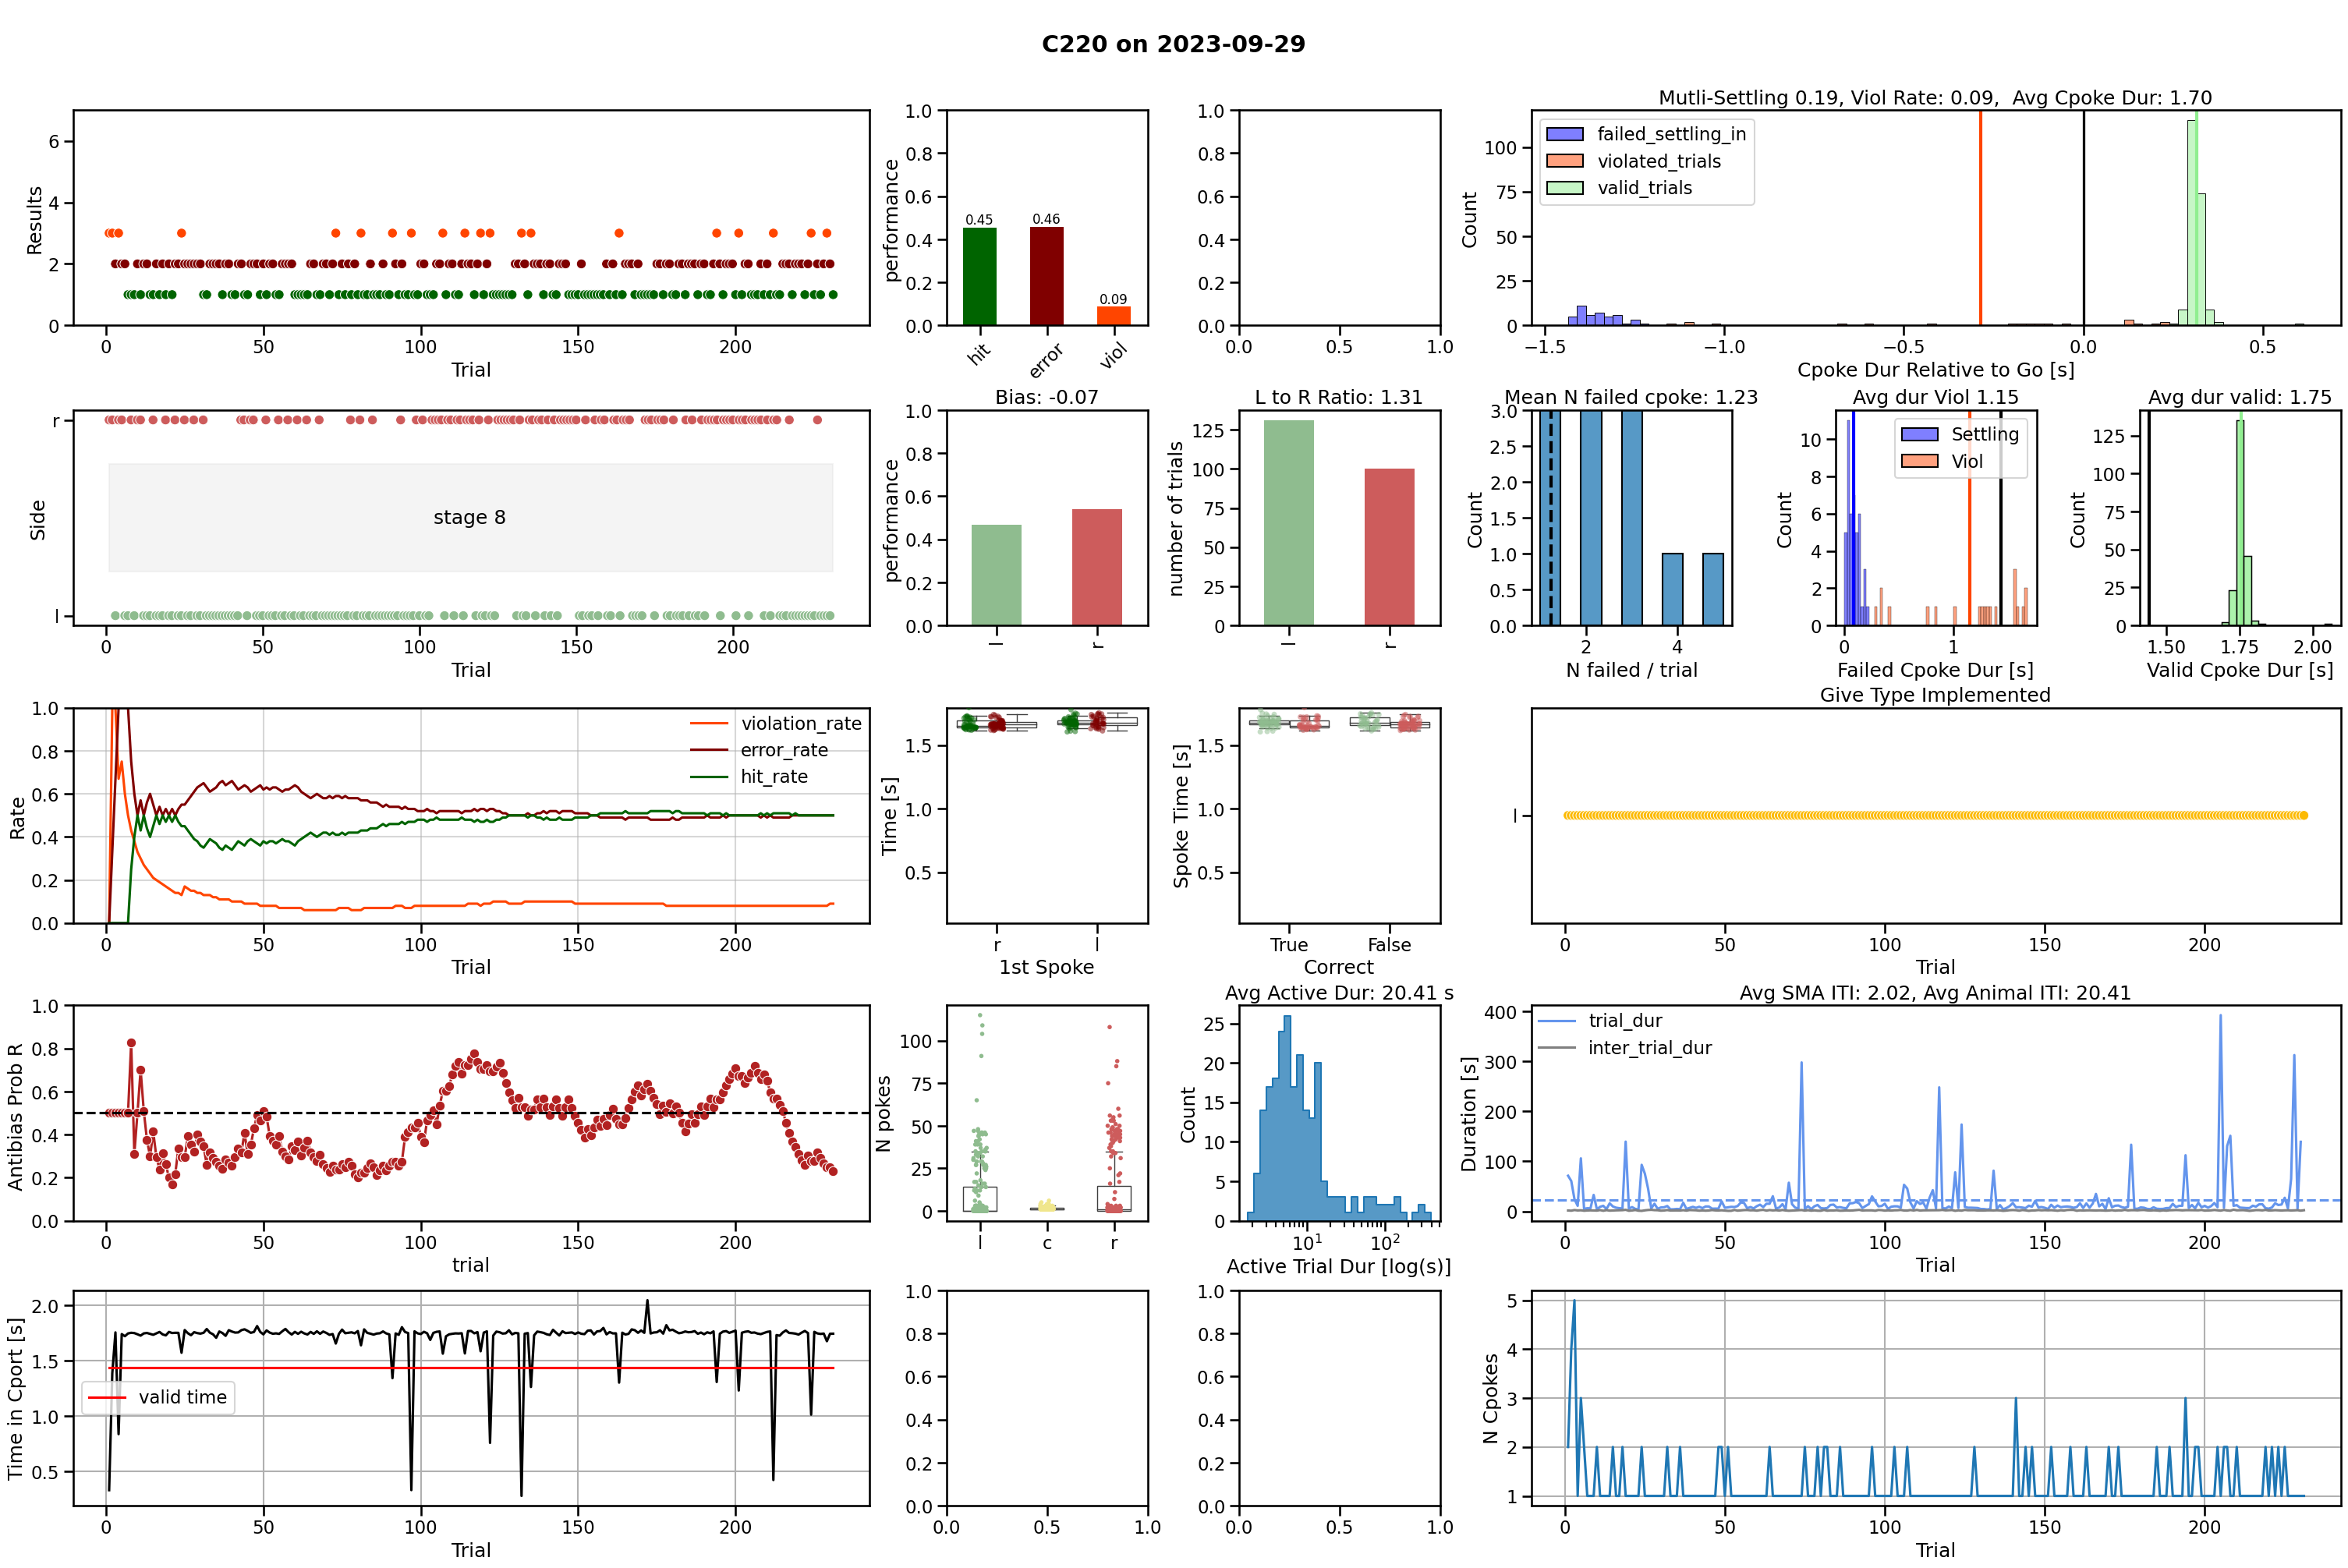 C220 on 2023-09-29
Results
6
4
2
0
0 50 100 150 200
Trial
performance
1.0
0.8
0.6
0.4
0.2
0.0
0.45
0.46
0.09
hit error viol
1.0
0.8
0.6
0.4
0.2
0.0
0.0 0.5 1.0
Mutli-Settling 0.19, Viol Rate: 0.09, Avg Cpoke Dur: 1.70
Count
100
75
50
25
0
failed_settling_in
violated_trials
valid_trials
−1.5 −1.0 −0.5 0.0 0.5
Cpoke Dur Relative to Go [s]
Side
r
l
stage 8
0 50 100 150 200
Trial
Bias: -0.07
performance
1.0
0.8
0.6
0.4
0.2
0.0
l r
L to R Ratio: 1.31
number of trials
125
100
75
50
25
0
l r
Mean N failed cpoke: 1.23
Count
3.0
2.5
2.0
1.5
1.0
0.5
0.0
2 4
N failed / trial
Avg dur Viol 1.15
Count
10
8
6
4
2
0
Settling
Viol
0 1
Failed Cpoke Dur [s]
Avg dur valid: 1.75
Count
125
100
75
50
25
0
1.50 1.75 2.00
Valid Cpoke Dur [s]
Rate
1.0
0.8
0.6
0.4
0.2
0.0
violation_rate
error_rate
hit_rate
0 50 100 150 200
Trial
Time [s]
1.5
1.0
0.5
r l
1st Spoke
Spoke Time [s]
1.5
1.0
0.5
True False
Correct
Give Type Implemented
l
0 50 100 150 200
Trial
Antibias Prob R
1.0
0.8
0.6
0.4
0.2
0.0
0 50 100 150 200
trial
N pokes
100
75
50
25
0
l c r
Avg Active Dur: 20.41 s
Count
25
20
15
10
5
0
10¹ 10²
Active Trial Dur [log(s)]
Avg SMA ITI: 2.02, Avg Animal ITI: 20.41
Duration [s]
400
300
200
100
0
trial_dur
inter_trial_dur
0 50 100 150 200
Trial
Time in Cport [s]
2.0
1.5
1.0
0.5
valid time
0 50 100 150 200
Trial
1.0
0.8
0.6
0.4
0.2
0.0
0.0 0.5 1.0
1.0
0.8
0.6
0.4
0.2
0.0
0.0 0.5 1.0
N Cpokes
5
4
3
2
1
0 50 100 150 200
Trial